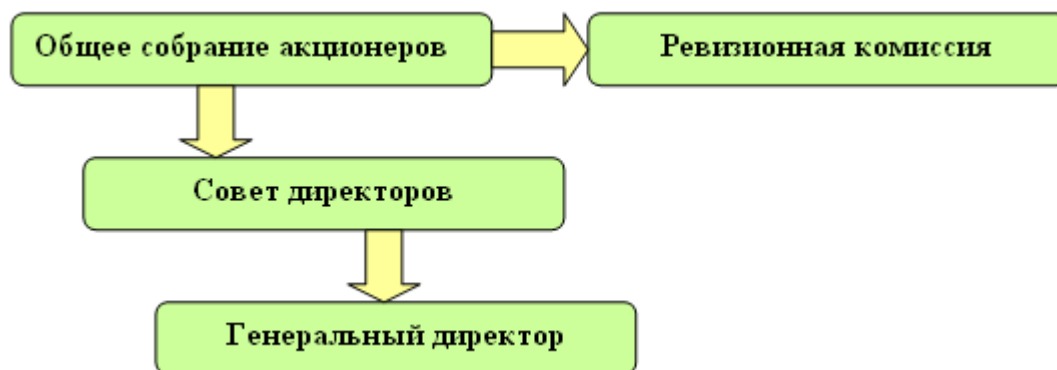 Общее собрание акционеров
Ревизионная комиссия
Совет директоров
Генеральный директор